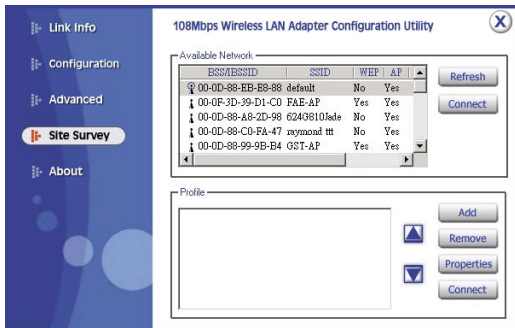 Link Info
Configuration
Advanced
Site Survey
About
108Mbps Wireless LAN Adapter Configuration Utility
X
Available Network
BSS/IBSSID SSID WEP AP
00-0D-88-EB-E8-88 default No Yes
00-0F-3D-39-D1-C0 FAE-AP Yes Yes
00-0D-88-A8-2D-98 624G810Jade No Yes
00-0D-88-C0-FA-47 raymond ttt No Yes
00-0D-88-99-9B-B4 GST-AP Yes Yes
Refresh
Connect
Profile
Add
Remove
Properties
Connect